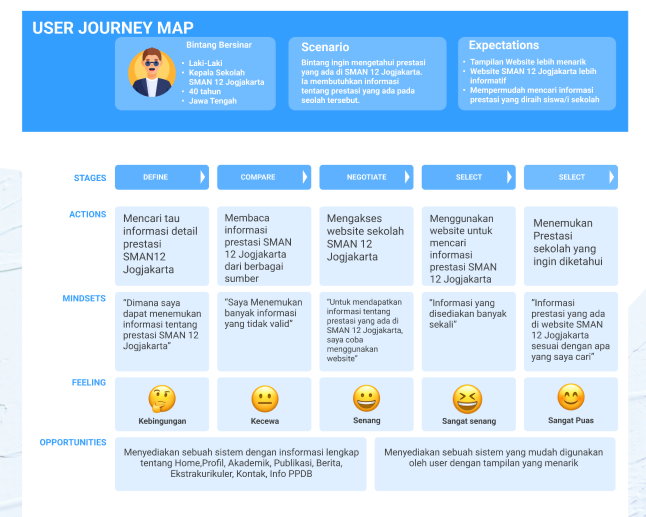 USER JOURNEY MAP
Bintang Bersinar
• Laki-Laki
• Kepala Sekolah
SMAN 12 Jogjakarta
• 40 tahun
• Jawa Tengah
Scenario
Bintang ingin mengetahui prestasi
yang ada di SMAN 12 Jogjakarta.
Ia membutuhkan informasi
tentang prestasi yang ada pada
seolah tersebut.
Expectations
• Tampilan Website lebih menarik
• Website SMAN 12 Jogjakarta lebih
informatif
• Mempermudah mencari informasi
prestasi yang diraih siswa/i sekolah
STAGES
DEFINE
COMPARE
NEGOTIATE
SELECT
SELECT
ACTIONS
Mencari tau
informasi detail
prestasi
SMAN12
Jogjakarta
Membaca
informasi
prestasi SMAN
12 Jogjakarta
dari berbagai
sumber
Mengakses
website sekolah
SMAN 12
Jogjakarta
Menggunakan
website untuk
mencari
informasi
prestasi SMAN
12 Jogjakarta
Menemukan
Prestasi
sekolah yang
ingin diketahui
MINDSETS
“Dimana saya
dapat menemukan
informasi tentang
prestasi SMAN 12
Jogjakarta”
“Saya Menemukan
banyak informasi
yang tidak valid”
“Untuk mendapatkan
informasi tentang
prestasi yang ada di
SMAN 12 Jogjakarta,
saya coba
menggunakan
website”
“Informasi yang
disediakan banyak
sekali”
“Informasi
prestasi yang ada
di website SMAN
12 Jogjakarta
sesuai dengan apa
yang saya cari”
FEELING
Kebingungan
Kecewa
Senang
Sangat senang
Sangat Puas
OPPORTUNITIES
Menyediakan sebuah sistem dengan insformasi lengkap
tentang Home,Profil, Akademik, Publikasi, Berita,
Ekstrakurikuler, Kontak, Info PPDB
Menyediakan sebuah sistem yang mudah digunakan
oleh user dengan tampilan yang menarik